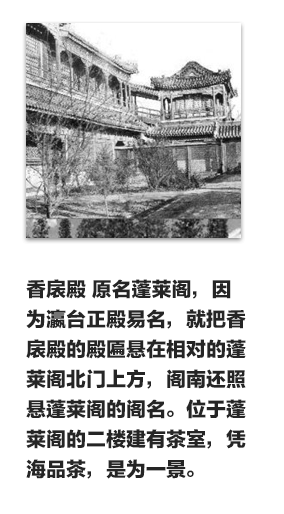 香扆殿 原名蓬莱阁，因
为瀛台正殿易名，就把香
扆殿的殿匾悬在相对的蓬
莱阁北门上方，阁南还照
悬蓬莱阁的阁名。位于蓬
莱阁的二楼建有茶室，凭
海品茶，是为一景。